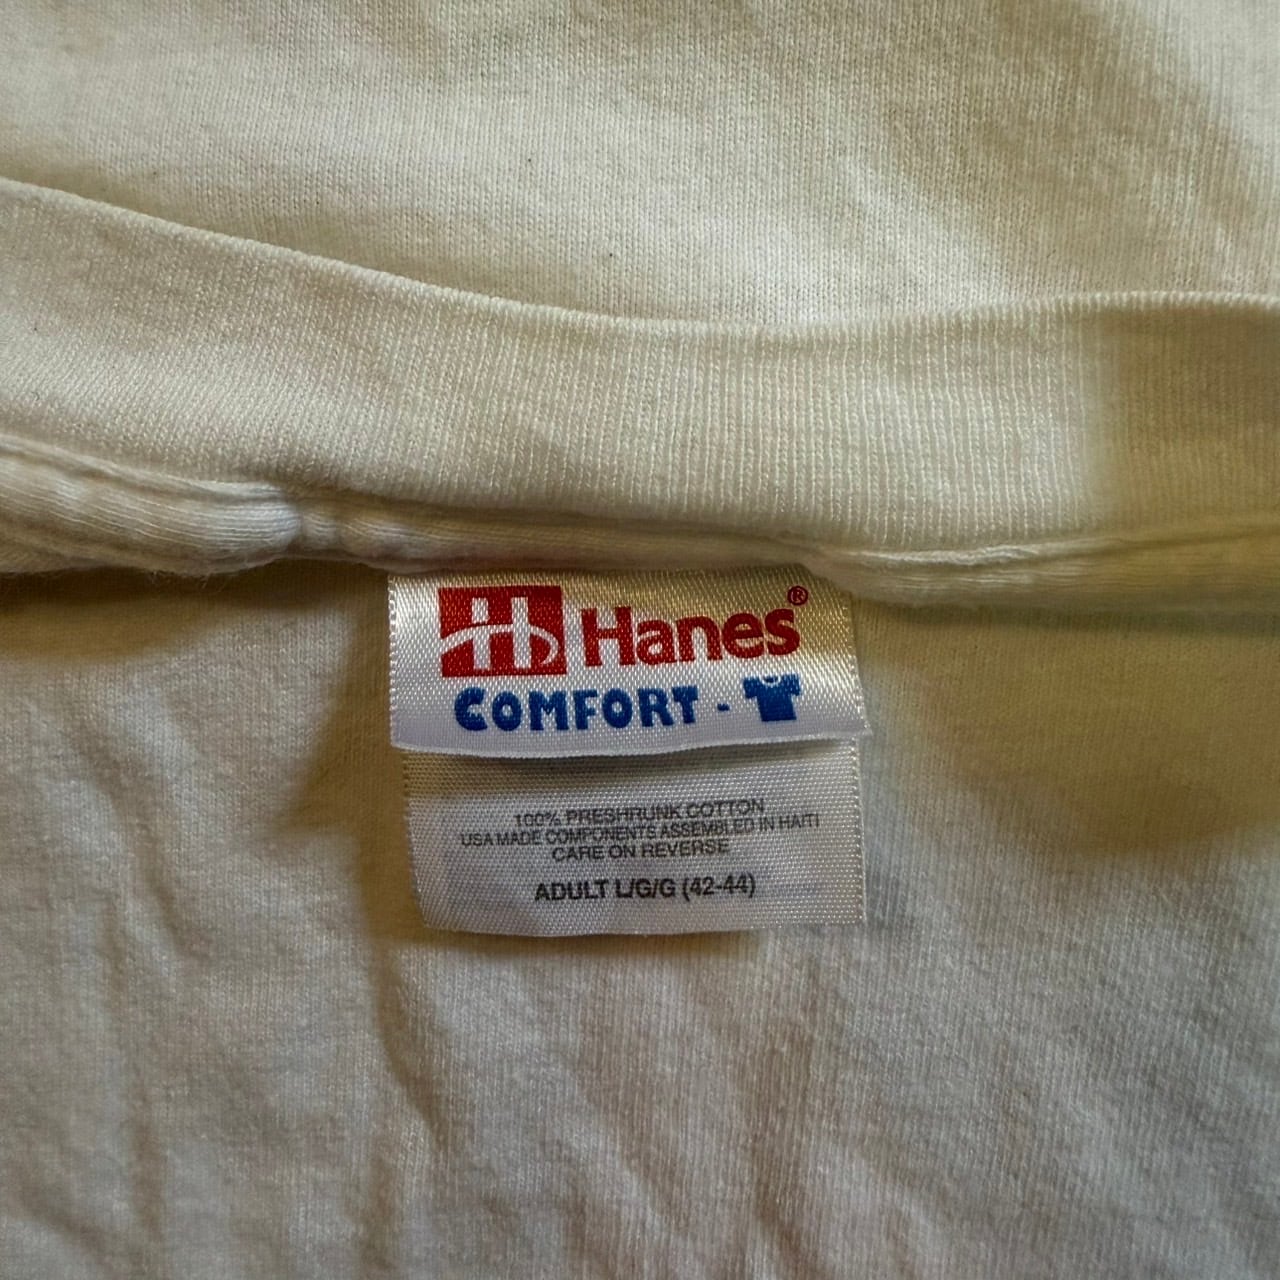 Hanes®
COMFORT -
100% PRESHRUNK COTTON
USA MADE COMPONENTS ASSEMBLED IN HAITI
CARE ON REVERSE
ADULT L/G/G (42-44)